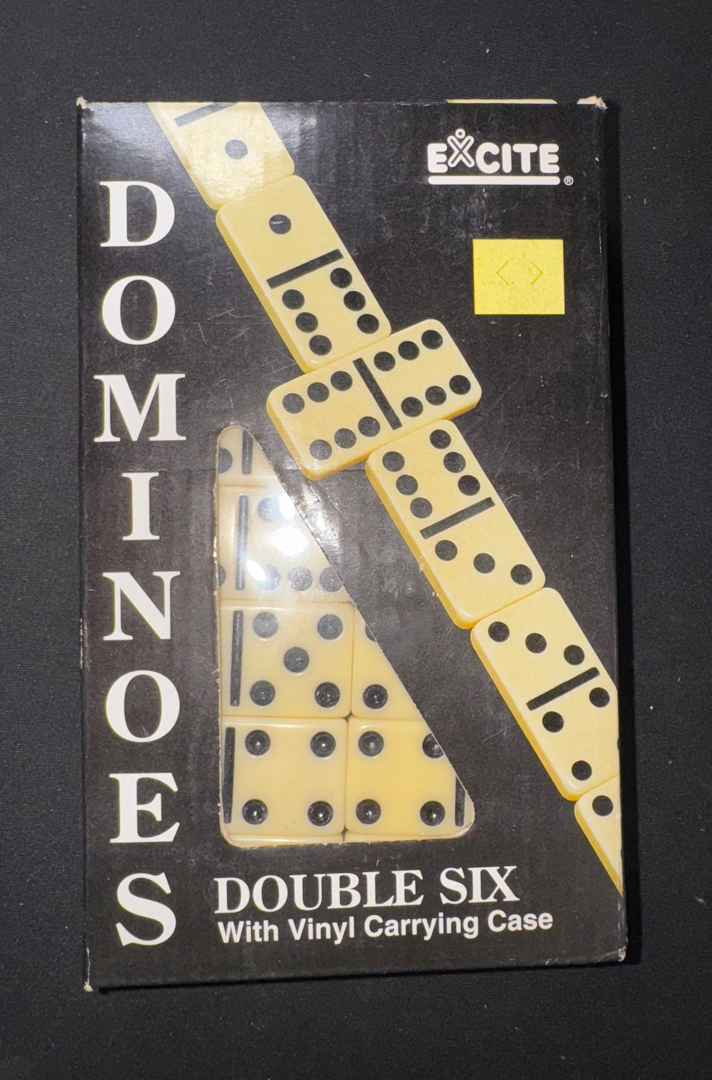 EXCITE®
DOMINOES
DOUBLE SIX
With Vinyl Carrying Case